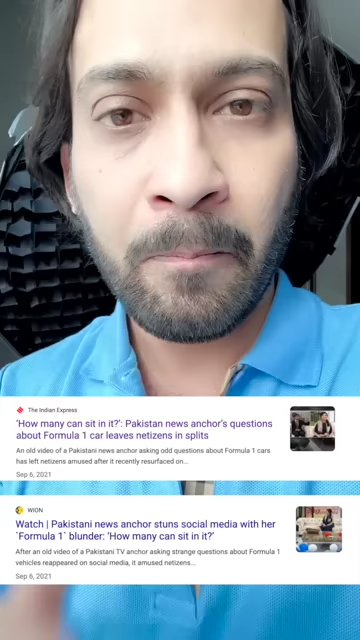 The Indian Express
‘How many can sit in it?’: Pakistan news anchor’s questions
about Formula 1 car leaves netizens in splits
An old video of a Pakistani news anchor asking odd questions about Formula 1 cars
has left netizens amused after it recently resurfaced on...
Sep 6, 2021
WION
Watch | Pakistani news anchor stuns social media with her
`Formula 1` blunder: ‘How many can sit in it?’
After an old video of a Pakistani TV anchor asking strange questions about Formula 1
vehicles reappeared on social media, it amused netizens...
Sep 6, 2021